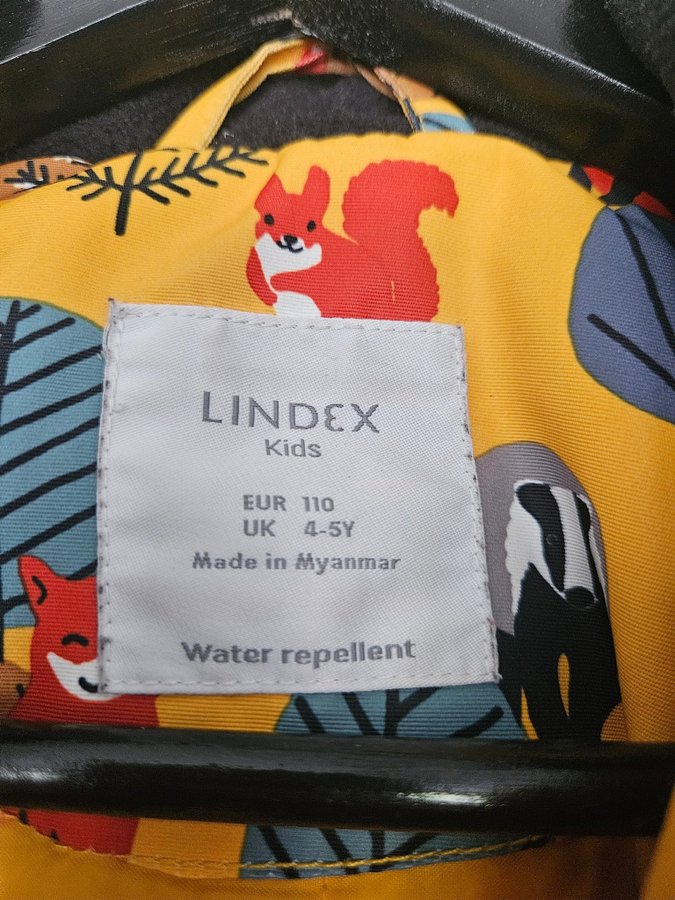 LINDEX
Kids
EUR 110
UK 4-5Y
Made in Myanmar
Water repellent